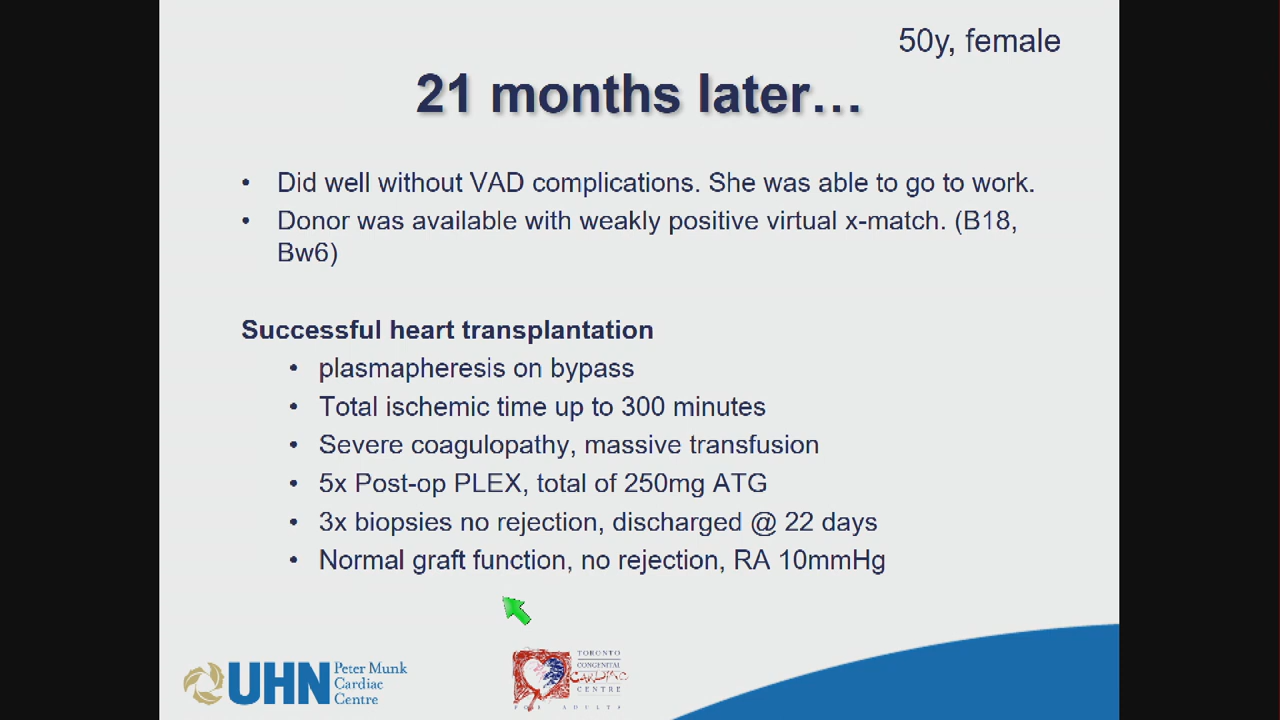 50y, female
21 months later…
• Did well without VAD complications. She was able to go to work.
• Donor was available with weakly positive virtual x-match. (B18,
Bw6)
Successful heart transplantation
• plasmapheresis on bypass
• Total ischemic time up to 300 minutes
• Severe coagulopathy, massive transfusion
• 5x Post-op PLEX, total of 250mg ATG
• 3x biopsies no rejection, discharged @ 22 days
• Normal graft function, no rejection, RA 10mmHg
UHN
Peter Munk
Cardiac
Centre
TORONTO
CONGENITAL
CARDIAC
CENTRE
FOR ADULTS